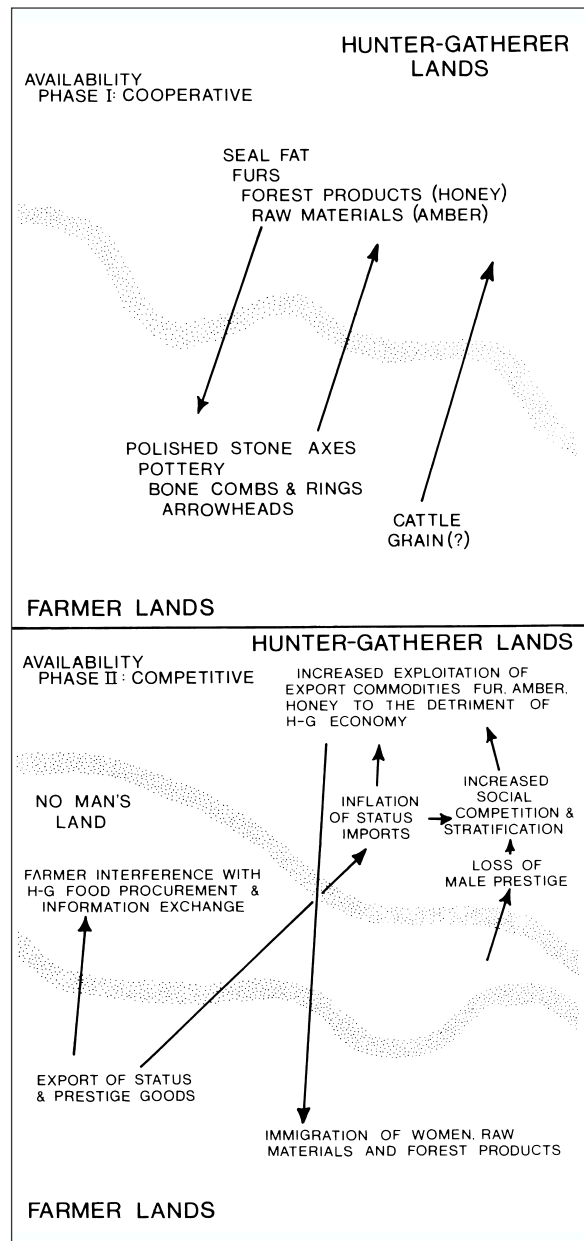 HUNTER-GATHERER
LANDS
AVAILABILITY
PHASE I: COOPERATIVE
SEAL FAT
FURS
FOREST PRODUCTS (HONEY)
RAW MATERIALS (AMBER)
POLISHED STONE AXES
POTTERY
BONE COMBS & RINGS
ARROWHEADS
CATTLE
GRAIN(?)
FARMER LANDS
HUNTER-GATHERER LANDS
AVAILABILITY
PHASE II: COMPETITIVE
INCREASED EXPLOITATION OF
EXPORT COMMODITIES FUR, AMBER,
HONEY TO THE DETRIMENT OF
H-G ECONOMY
NO MAN'S
LAND
INFLATION
OF STATUS
IMPORTS
INCREASED
SOCIAL
COMPETITION &
STRATIFICATION
LOSS OF
MALE PRESTIGE
FARMER INTERFERENCE WITH
H-G FOOD PROCUREMENT &
INFORMATION EXCHANGE
EXPORT OF STATUS
& PRESTIGE GOODS
IMMIGRATION OF WOMEN, RAW
MATERIALS AND FOREST PRODUCTS
FARMER LANDS